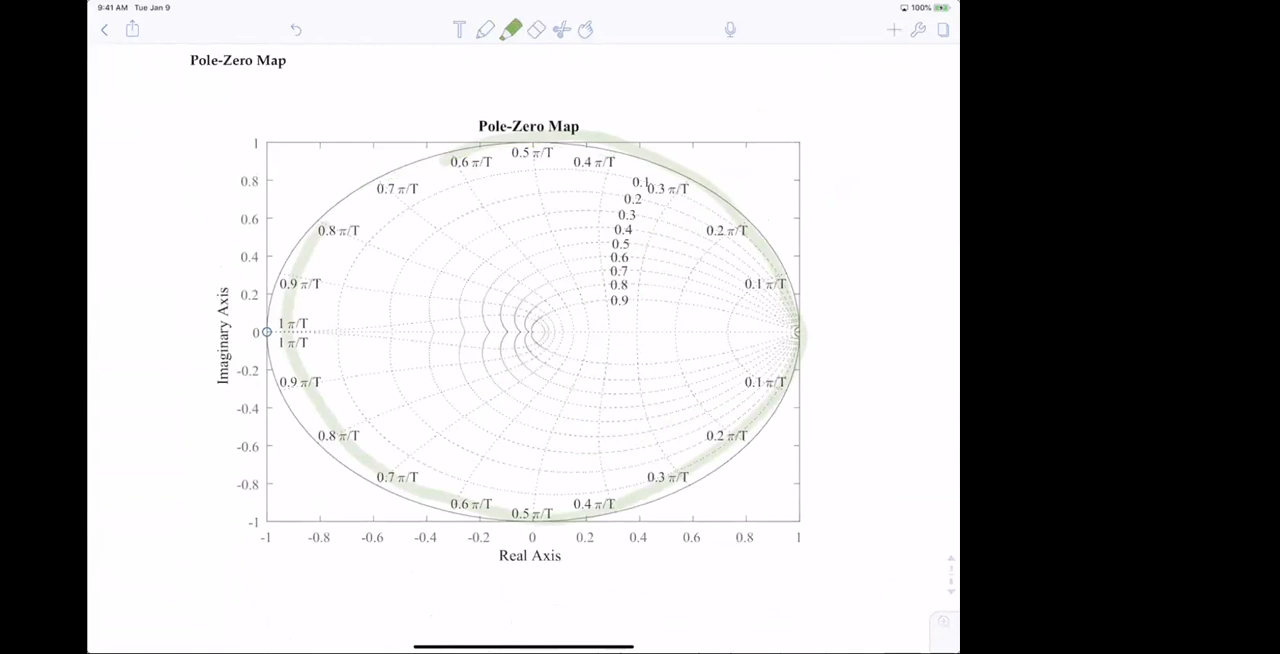 9:41 AM Tue Jan 9
100%
T
Pole-Zero Map
Pole-Zero Map
1
0.8
0.6
0.4
0.2
0
-0.2
-0.4
-0.6
-0.8
-1
Imaginary Axis
0.5 π/T
0.6 π/T
0.4 π/T
0.7 π/T
0.1
0.3 π/T
0.2
0.3
0.8 π/T
0.4
0.2 π/T
0.5
0.6
0.7
0.9 π/T
0.8
0.1 π/T
0.9
1 π/T
1 π/T
0.9 π/T
0.1 π/T
0.8 π/T
0.2 π/T
0.7 π/T
0.3 π/T
0.6 π/T
0.4 π/T
0.5 π/T
-1
-0.8
-0.6
-0.4
-0.2
0
0.2
0.4
0.6
0.8
1
Real Axis